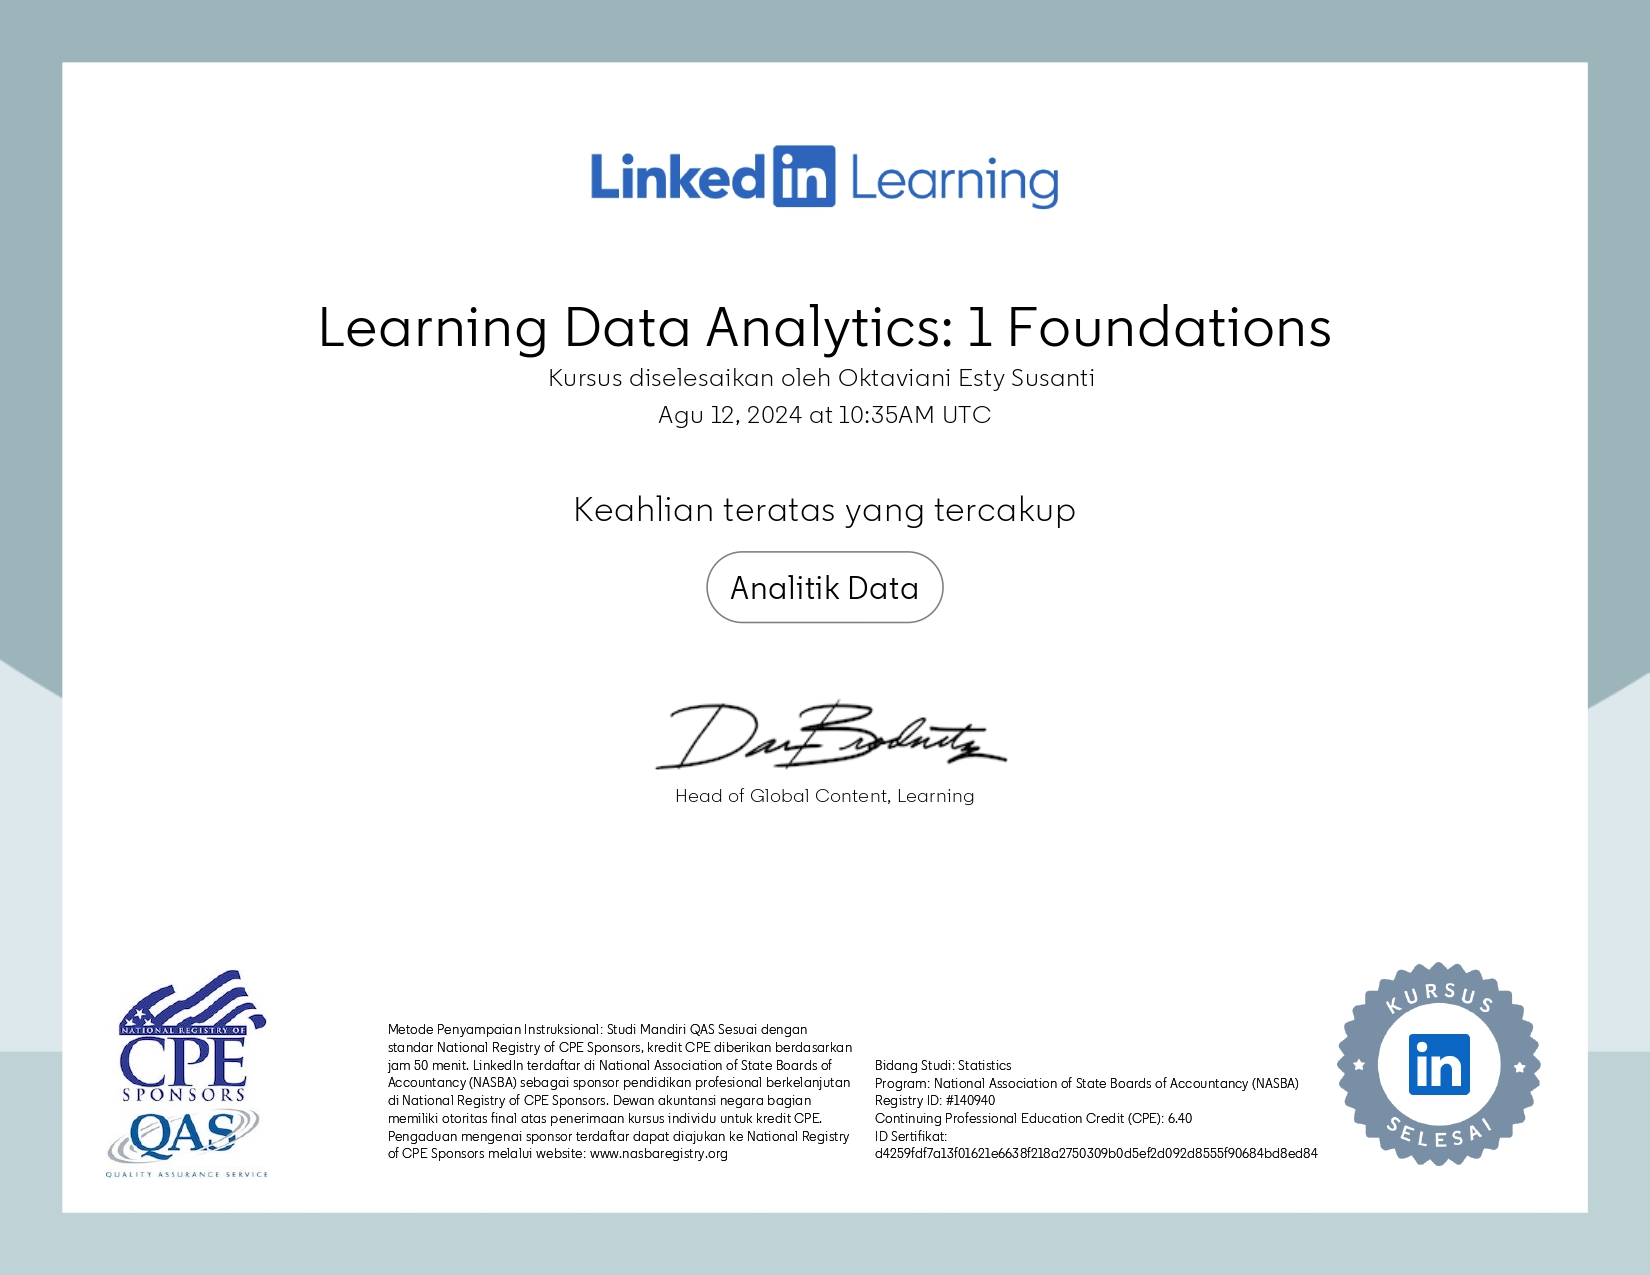 LinkedIn Learning
Learning Data Analytics: 1 Foundations
Kursus diselesaikan oleh Oktaviani Esty Susanti
Agu 12, 2024 at 10:35AM UTC
Keahlian teratas yang tercakup
Analitik Data
Dan Brodnitz
Head of Global Content, Learning
NATIONAL REGISTRY OF
CPE
SPONSORS
QAS
QUALITY ASSURANCE SERVICE
Metode Penyampaian Instruksional: Studi Mandiri QAS Sesuai dengan
standar National Registry of CPE Sponsors, kredit CPE diberikan berdasarkan
jam 50 menit. LinkedIn terdaftar di National Association of State Boards of
Accountancy (NASBA) sebagai sponsor pendidikan profesional berkelanjutan
di National Registry of CPE Sponsors. Dewan akuntansi negara bagian
memiliki otoritas final atas penerimaan kursus individu untuk kredit CPE.
Pengaduan mengenai sponsor terdaftar dapat diajukan ke National Registry
of CPE Sponsors melalui website: www.nasbaregistry.org
Bidang Studi: Statistics
Program: National Association of State Boards of Accountancy (NASBA)
Registry ID: #140940
Continuing Professional Education Credit (CPE): 6.40
ID Sertifikat:
d4259fdf7a13f01621e6638f218a2750309b0d5ef2d092d8555f90684bd8ed84
KURSUS
in
SELESAI